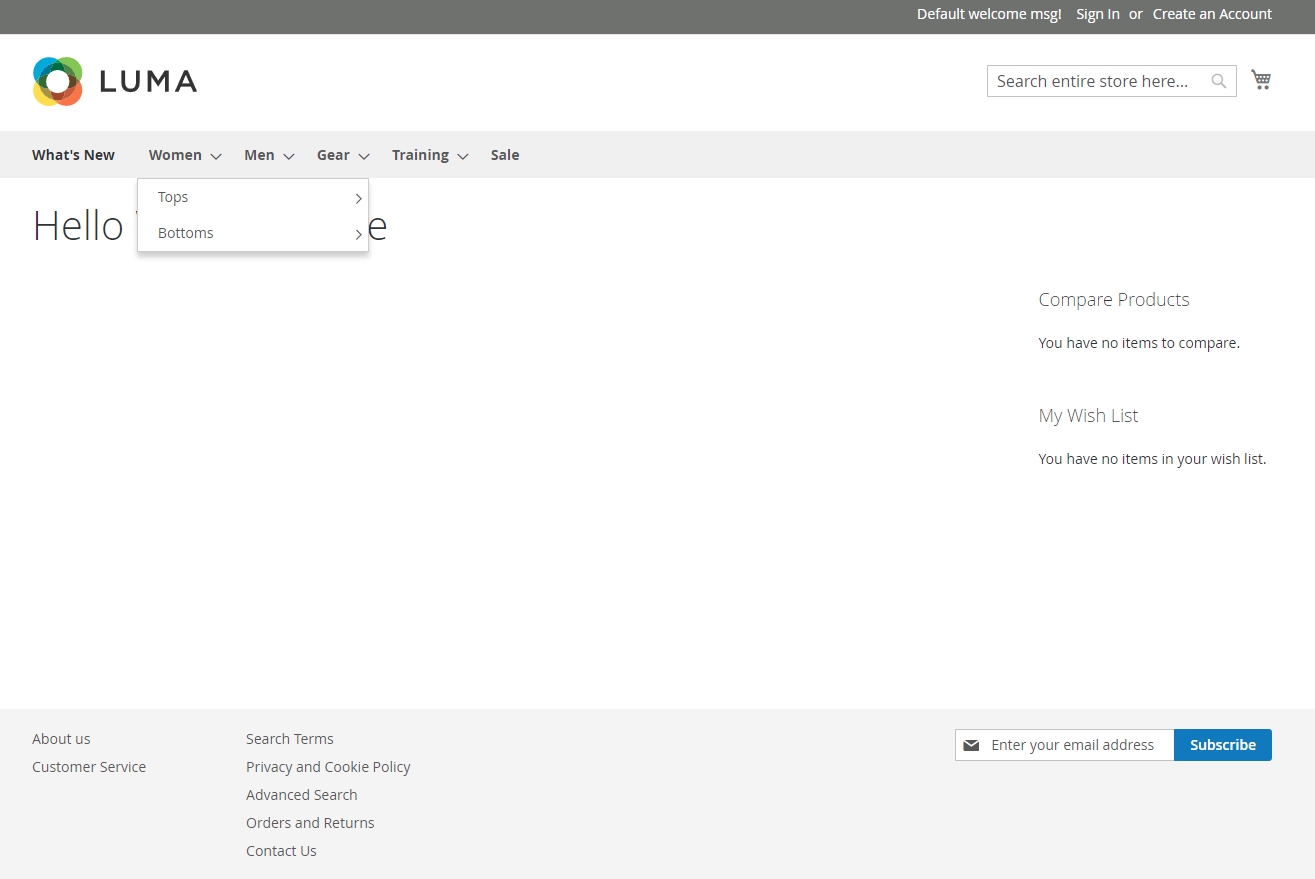 Default welcome msg! Sign In or Create an Account
LUMA
Search entire store here...
What's New Women Men Gear Training Sale
Tops
Bottoms
Hello
Compare Products
You have no items to compare.
My Wish List
You have no items in your wish list.
About us
Customer Service
Search Terms
Privacy and Cookie Policy
Advanced Search
Orders and Returns
Contact Us
Enter your email address
Subscribe